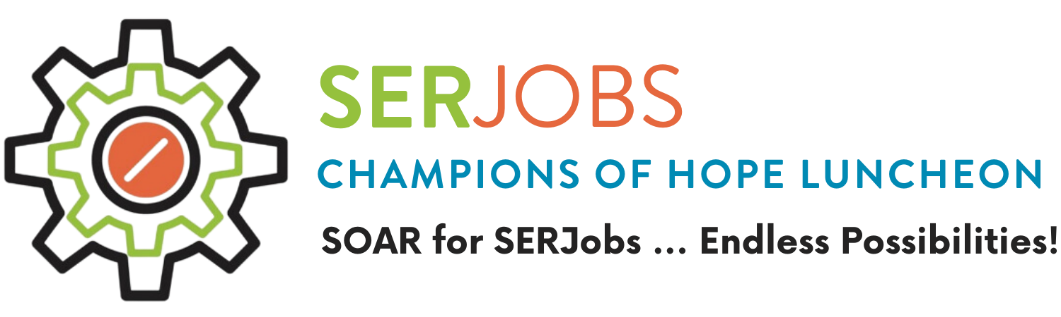 SERJOBS
CHAMPIONS OF HOPE LUNCHEON
SOAR for SERJobs ... Endless Possibilities!